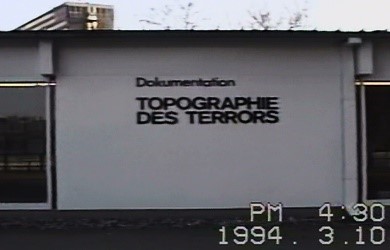 Dokumentation
TOPOGRAPHIE
DES TERRORS
PM 4:30
1994. 3.10